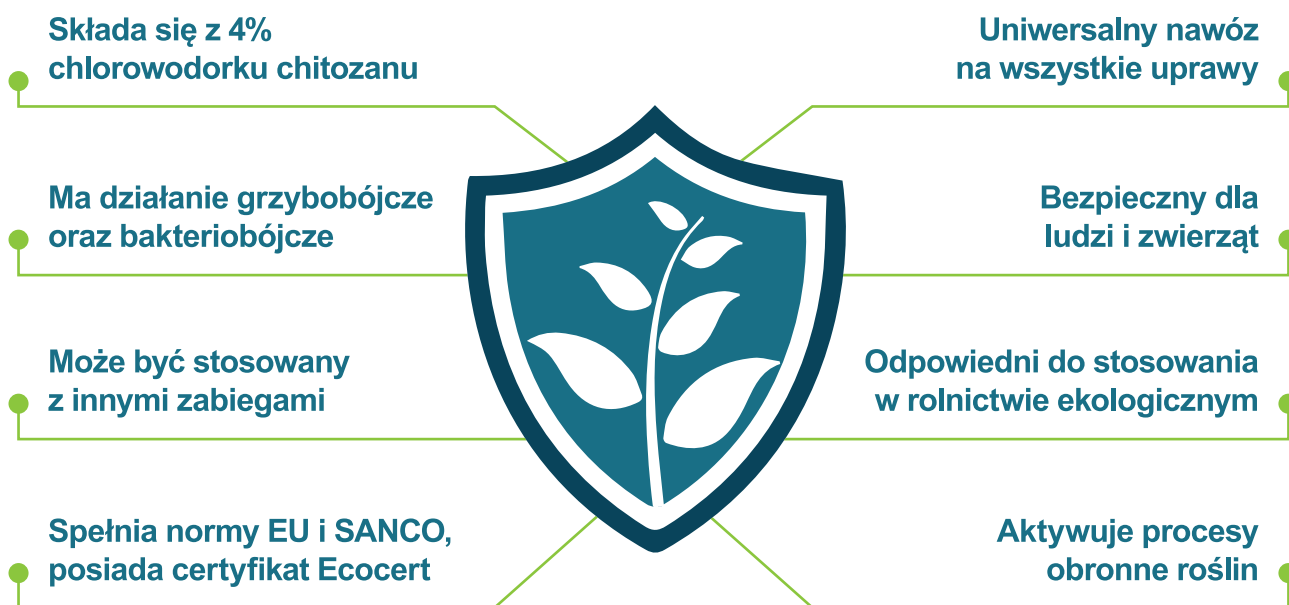 Składa się z 4%
chlorowodorku chitozanu
Uniwersalny nawóz
na wszystkie uprawy
Ma działanie grzybobójcze
oraz bakteriobójcze
Bezpieczny dla
ludzi i zwierząt
Może być stosowany
z innymi zabiegami
Odpowiedni do stosowania
w rolnictwie ekologicznym
Spełnia normy EU i SANCO,
posiada certyfikat Ecocert
Aktywuje procesy
obronne roślin